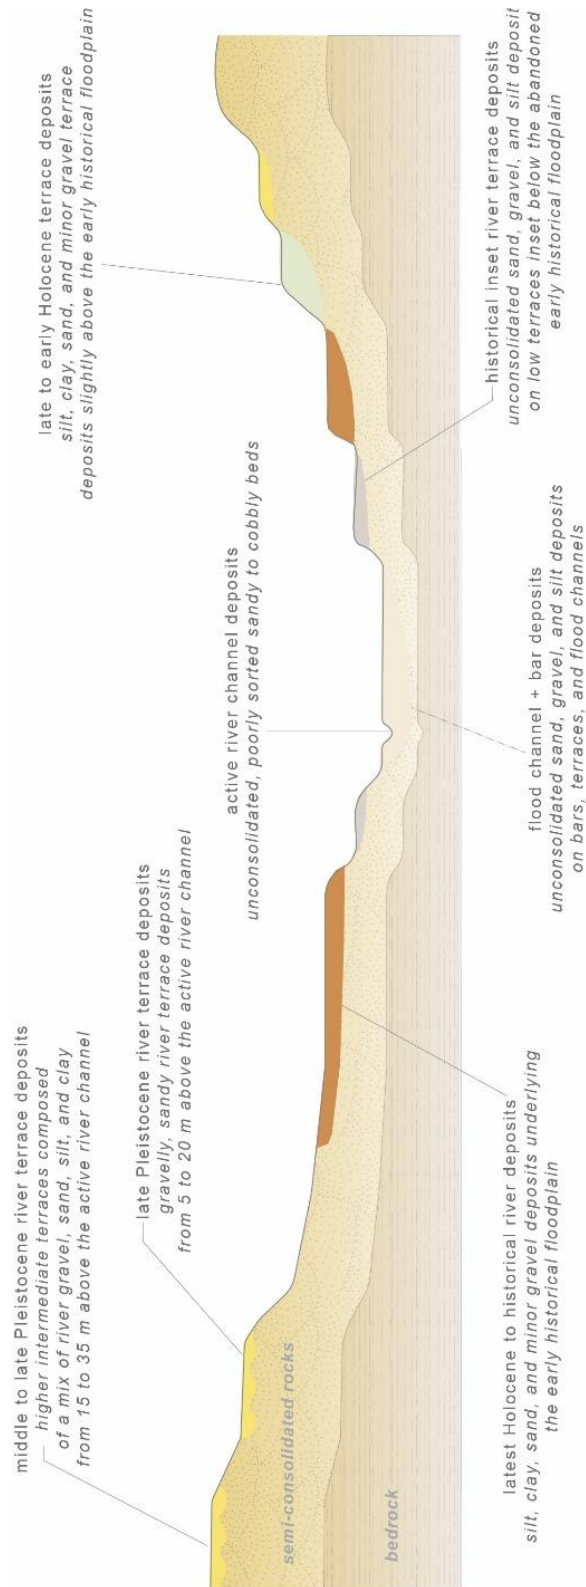 middle to late Pleistocene river terrace deposits
higher intermediate terraces composed
of a mix of river gravel, sand, silt, and clay
from 15 to 35 m above the active river channel
late Pleistocene river terrace deposits
gravelly, sandy river terrace deposits
from 5 to 20 m above the active river channel
active river channel deposits
unconsolidated, poorly sorted sandy to cobbly beds
late to early Holocene terrace deposits
silt, clay, sand, and minor gravel terrace
deposits slightly above the early historical floodplain
semi-consolidated rocks
bedrock
latest Holocene to historical river deposits
silt, clay, sand, and minor gravel deposits underlying
the early historical floodplain
flood channel + bar deposits
unconsolidated sand, gravel, and silt deposits
on bars, terraces, and flood channels
historical inset river terrace deposits
unconsolidated sand, gravel, and silt deposit
on low terraces inset below the abandoned
early historical floodplain